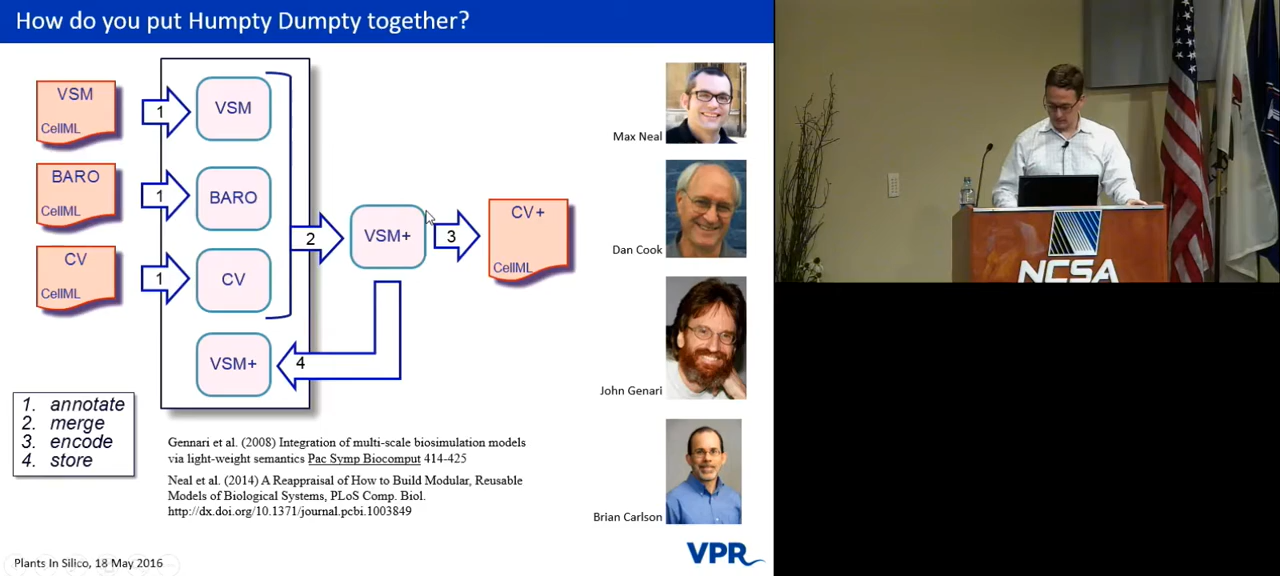 How do you put Humpty Dumpty together?
VSM
CellML
1
VSM
BARO
CellML
1
BARO
CV
CellML
1
CV
2
VSM+
3
CV+
CellML
VSM+
4
1. annotate
2. merge
3. encode
4. store
Gennari et al. (2008) Integration of multi-scale biosimulation models
via light-weight semantics Pac Symp Biocomput 414-425
Neal et al. (2014) A Reappraisal of How to Build Modular, Reusable
Models of Biological Systems, PLoS Comp. Biol.
http://dx.doi.org/10.1371/journal.pcbi.1003849
Max Neal
Dan Cook
John Genari
Brian Carlson
Plants In Silico, 18 May 2016
VPR
NCSA